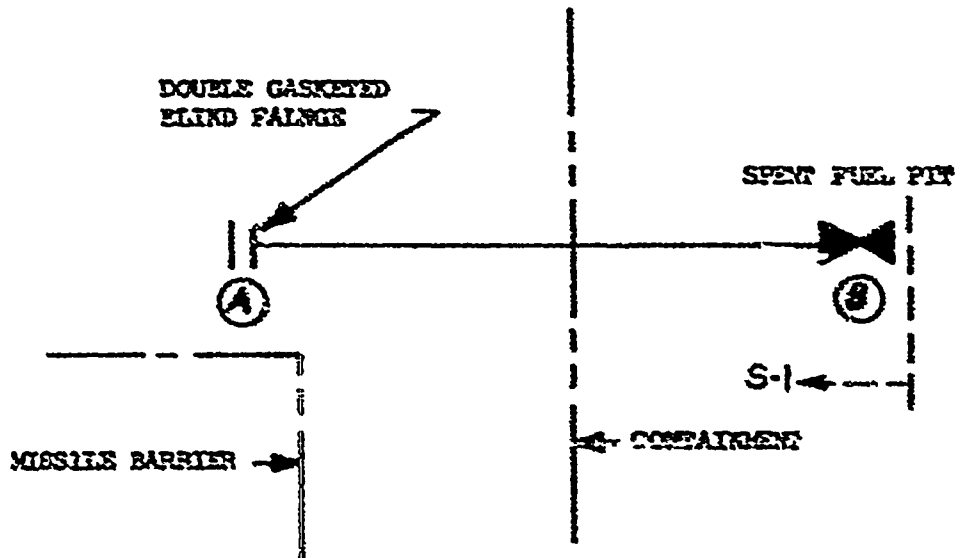 DOUBLE GASKETED
BLIND FALNGE
SPENT FUEL PIT
A
B
S-1
CONTAINMENT
MISSILE BARRIER